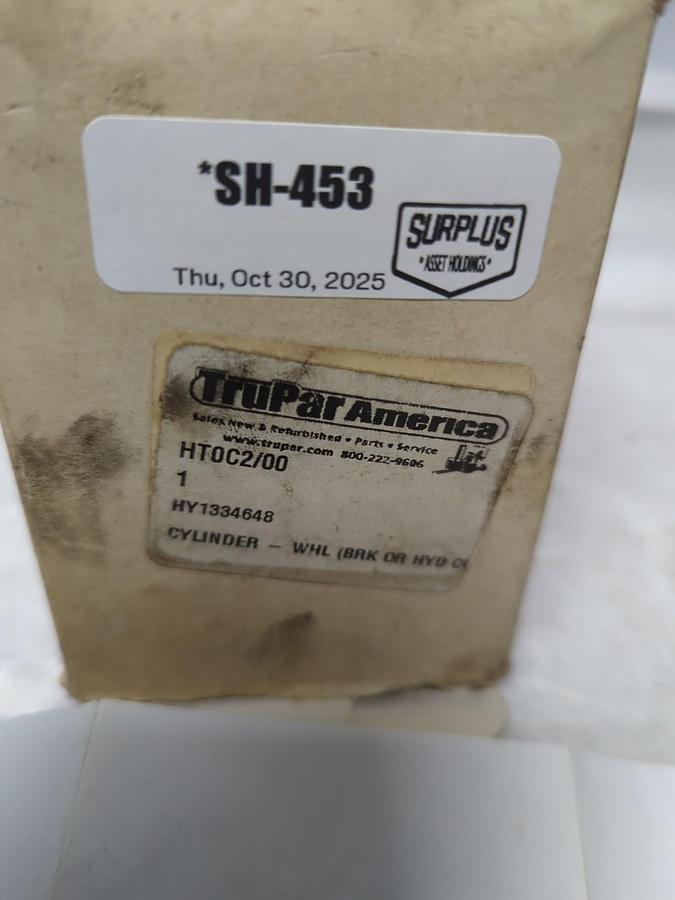 *SH-453
SURPLUS
• ASSET HOLDINGS •
Thu, Oct 30, 2025
TruPar America
Sales New & Refurbished • Parts • Service
www.trupar.com 800-222-9606
HT0C2/00
1
HY1334648
CYLINDER – WHL (BRK OR HYD